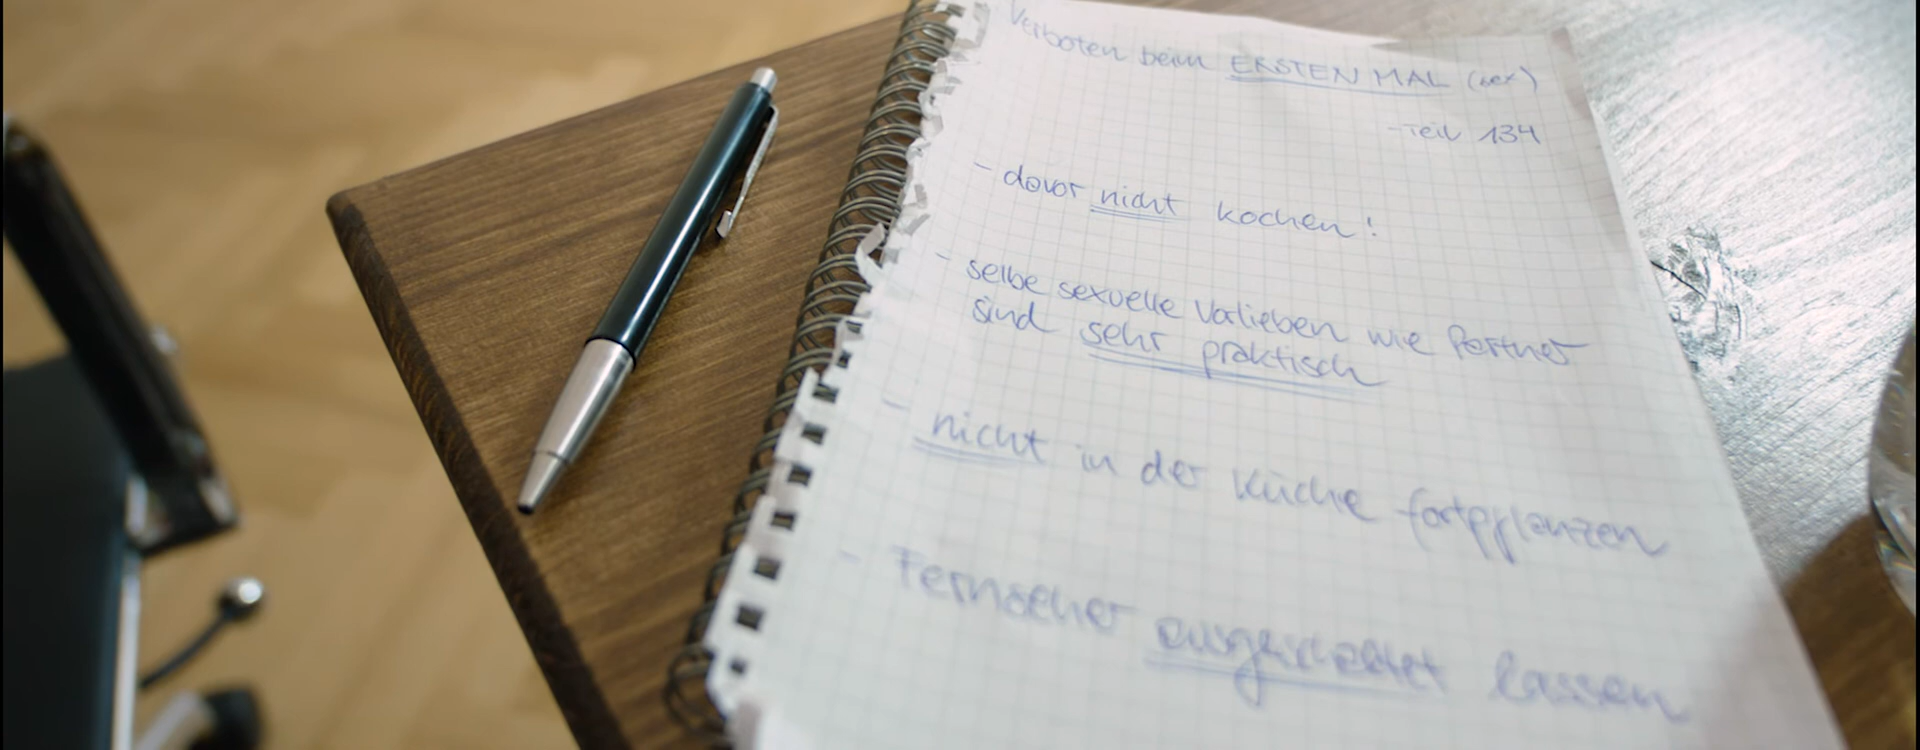 Verboten beim ERSTEN MAL (sex)
- Teil 134
- davor nicht kochen!
- selbe sexuelle Vorlieben wie Partner
sind sehr praktisch
- nicht in der Küche fortpflanzen
- Fernseher ausgeschaltet lassen